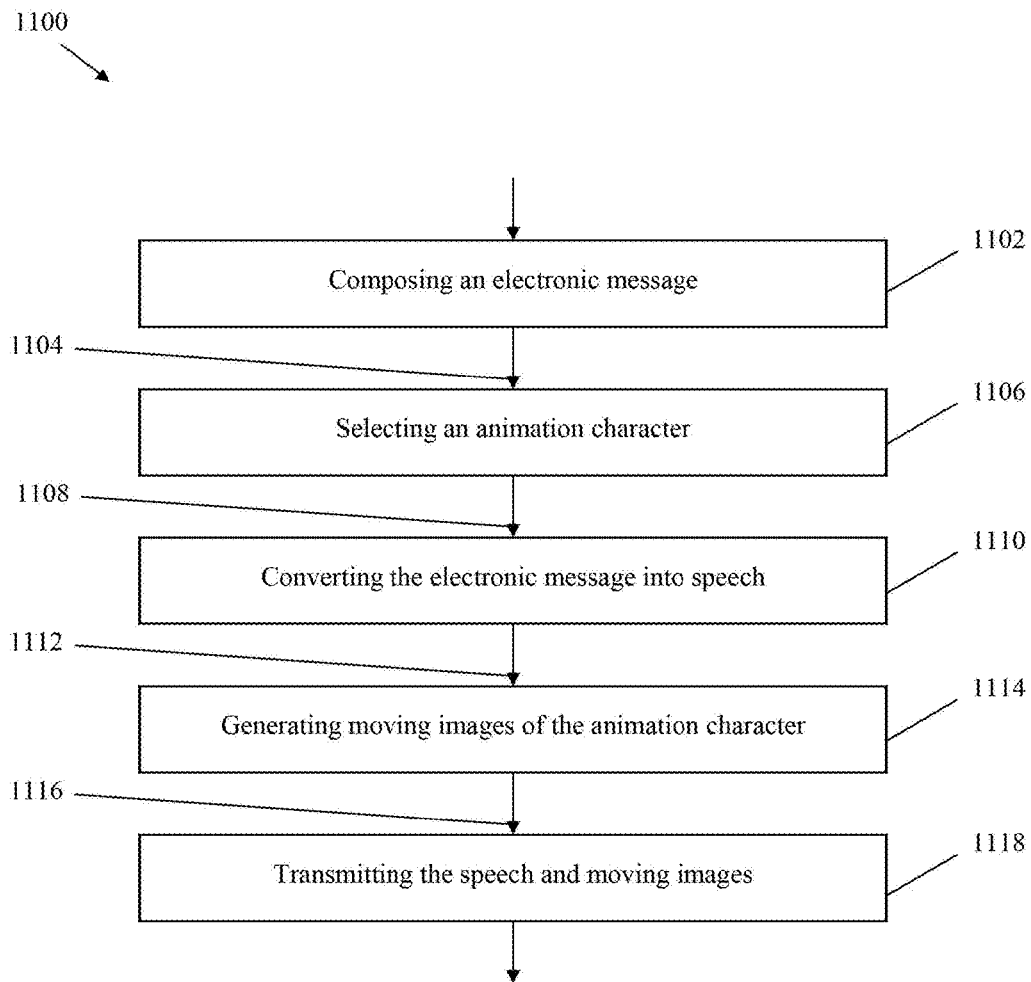 1100
1102
Composing an electronic message
1104
1106
Selecting an animation character
1108
1110
Converting the electronic message into speech
1112
1114
Generating moving images of the animation character
1116
1118
Transmitting the speech and moving images